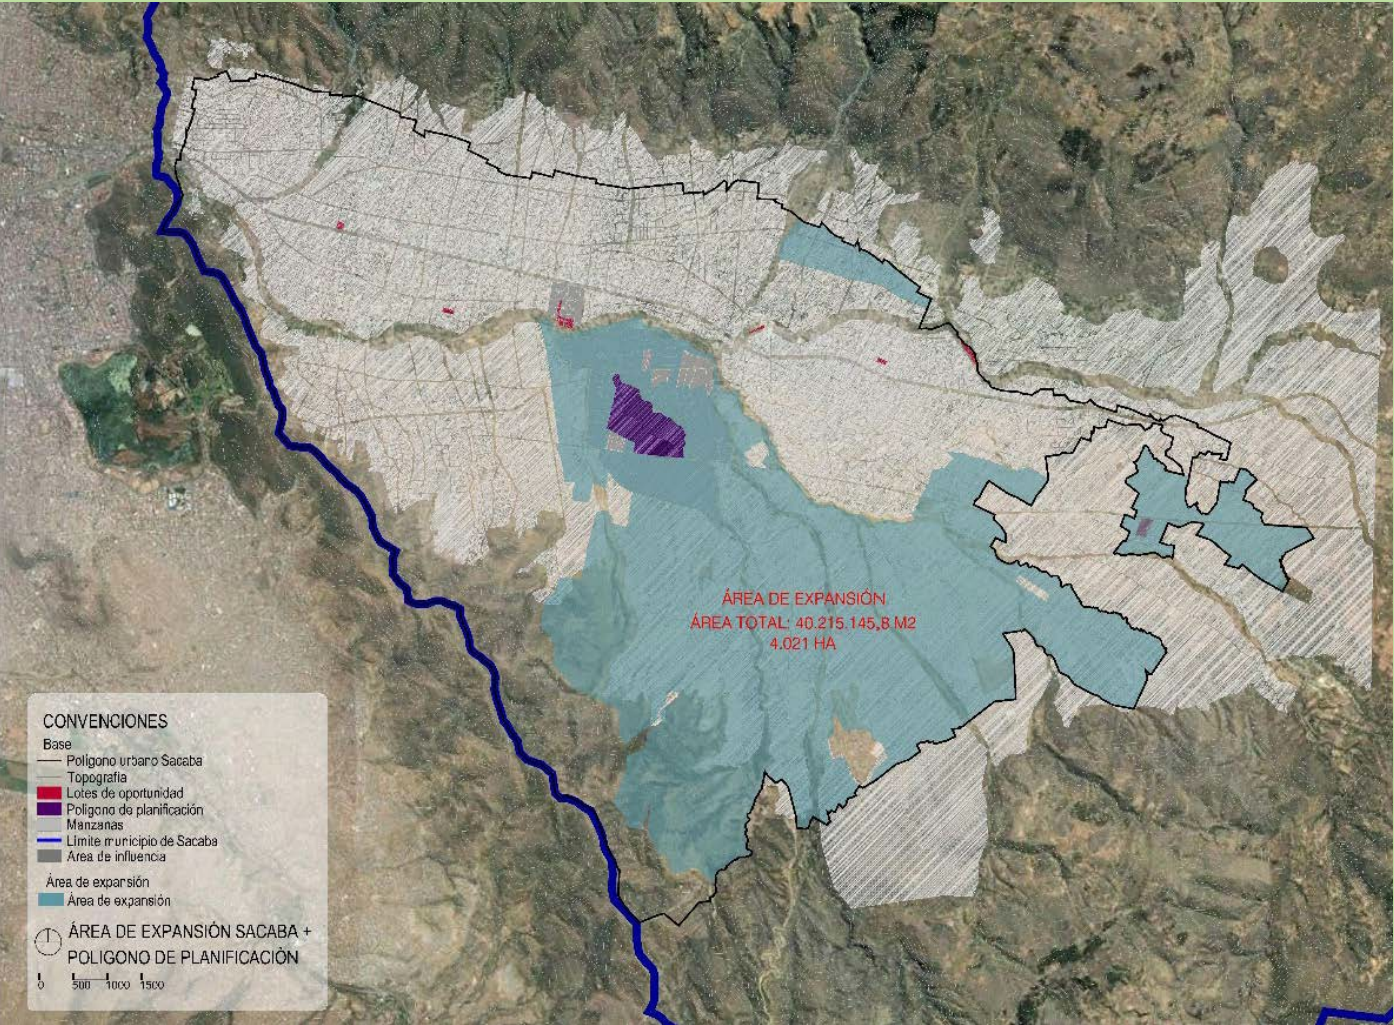 ÁREA DE EXPANSIÓN
ÁREA TOTAL: 40.215.145,8 M2
4.021 HA
CONVENCIONES
Base
Polígono urbano Sacaba
Topografía
Lotes de oportunidad
Polígono de planificación
Manzanas
Límite municipio de Sacaba
Área de influencia
Área de expansión
Área de expansión
ÁREA DE EXPANSIÓN SACABA +
POLIGONO DE PLANIFICACIÓN
0 500 1000 1500